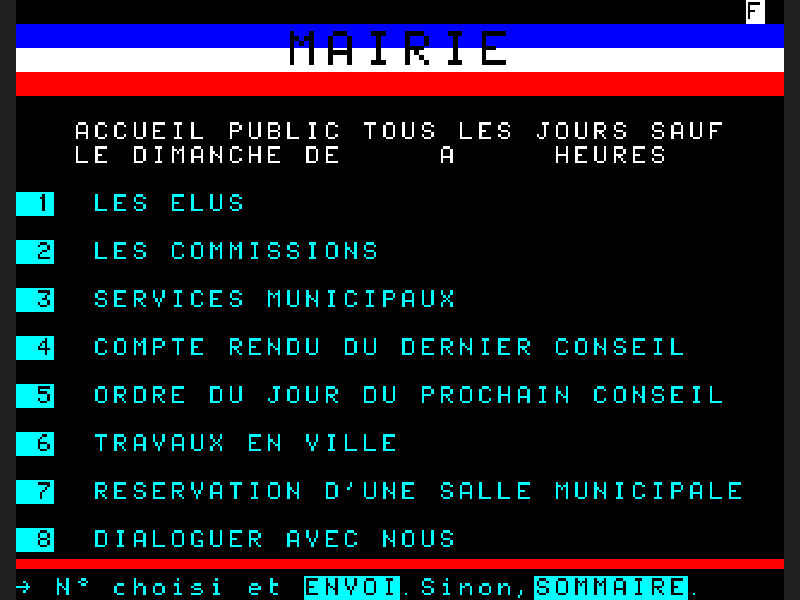 F
MAIRIE
ACCUEIL PUBLIC TOUS LES JOURS SAUF
LE DIMANCHE DE     A     HEURES
1 LES ELUS
2 LES COMMISSIONS
3 SERVICES MUNICIPAUX
4 COMPTE RENDU DU DERNIER CONSEIL
5 ORDRE DU JOUR DU PROCHAIN CONSEIL
6 TRAVAUX EN VILLE
7 RESERVATION D'UNE SALLE MUNICIPALE
8 DIALOGUER AVEC NOUS
→ N° choisi et ENVOI.Sinon,SOMMAIRE.